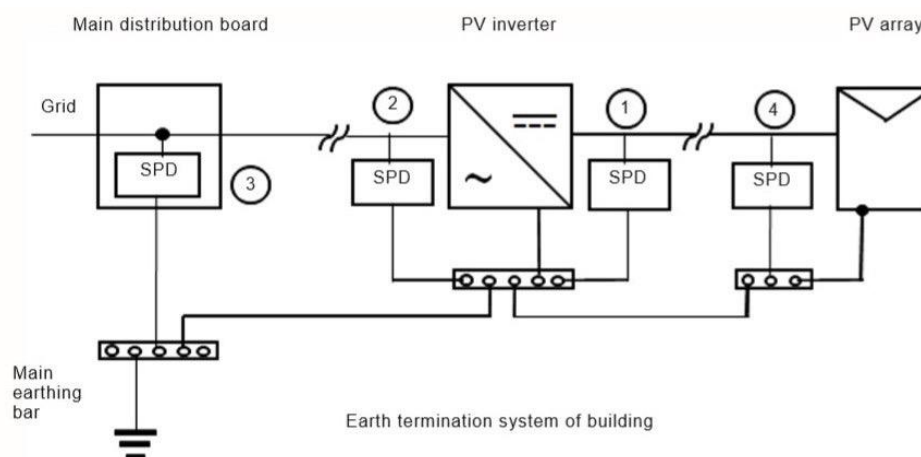 Main distribution board
PV inverter
PV array
Grid
2
1
4
SPD
3
SPD
SPD
SPD
Main
earthing
bar
Earth termination system of building